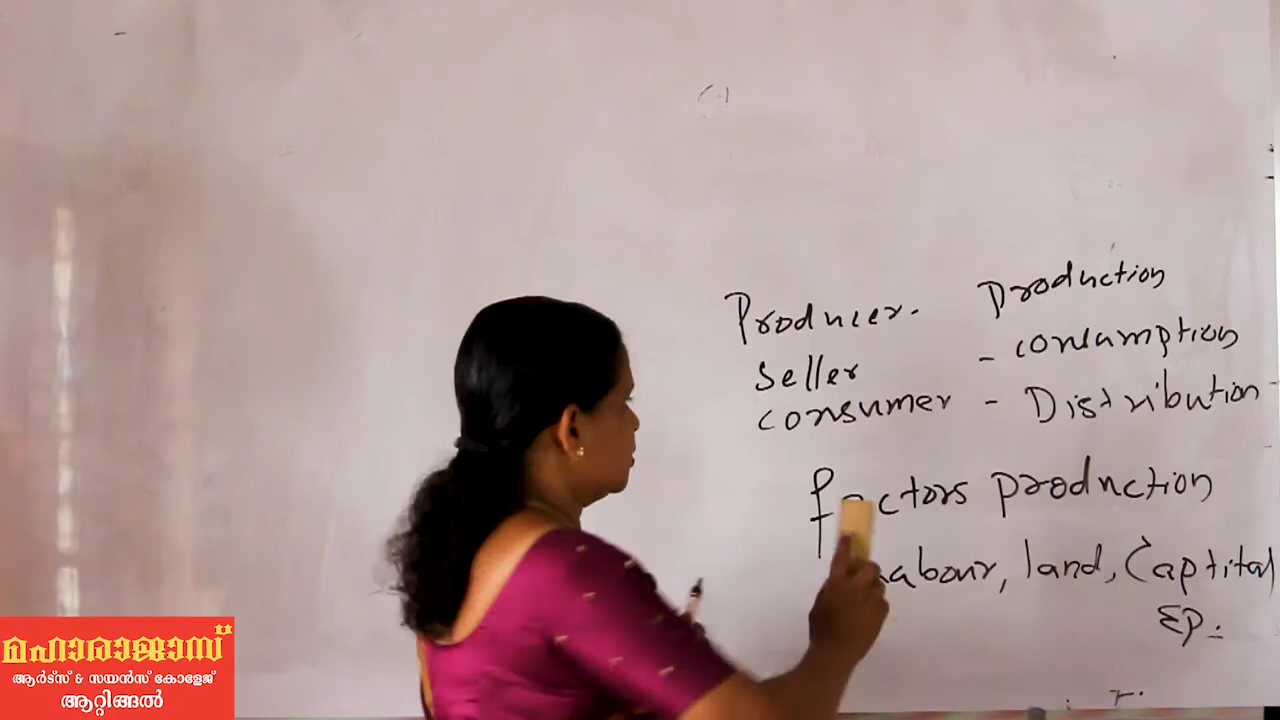 Producer. production
Seller - consumption
consumer - Distribution
factors production
Labour, land, Captital
EP.
മഹാരാജാസ്
ആർട്സ് & സയൻസ് കോളേജ്
ആറ്റിങ്ങൽ